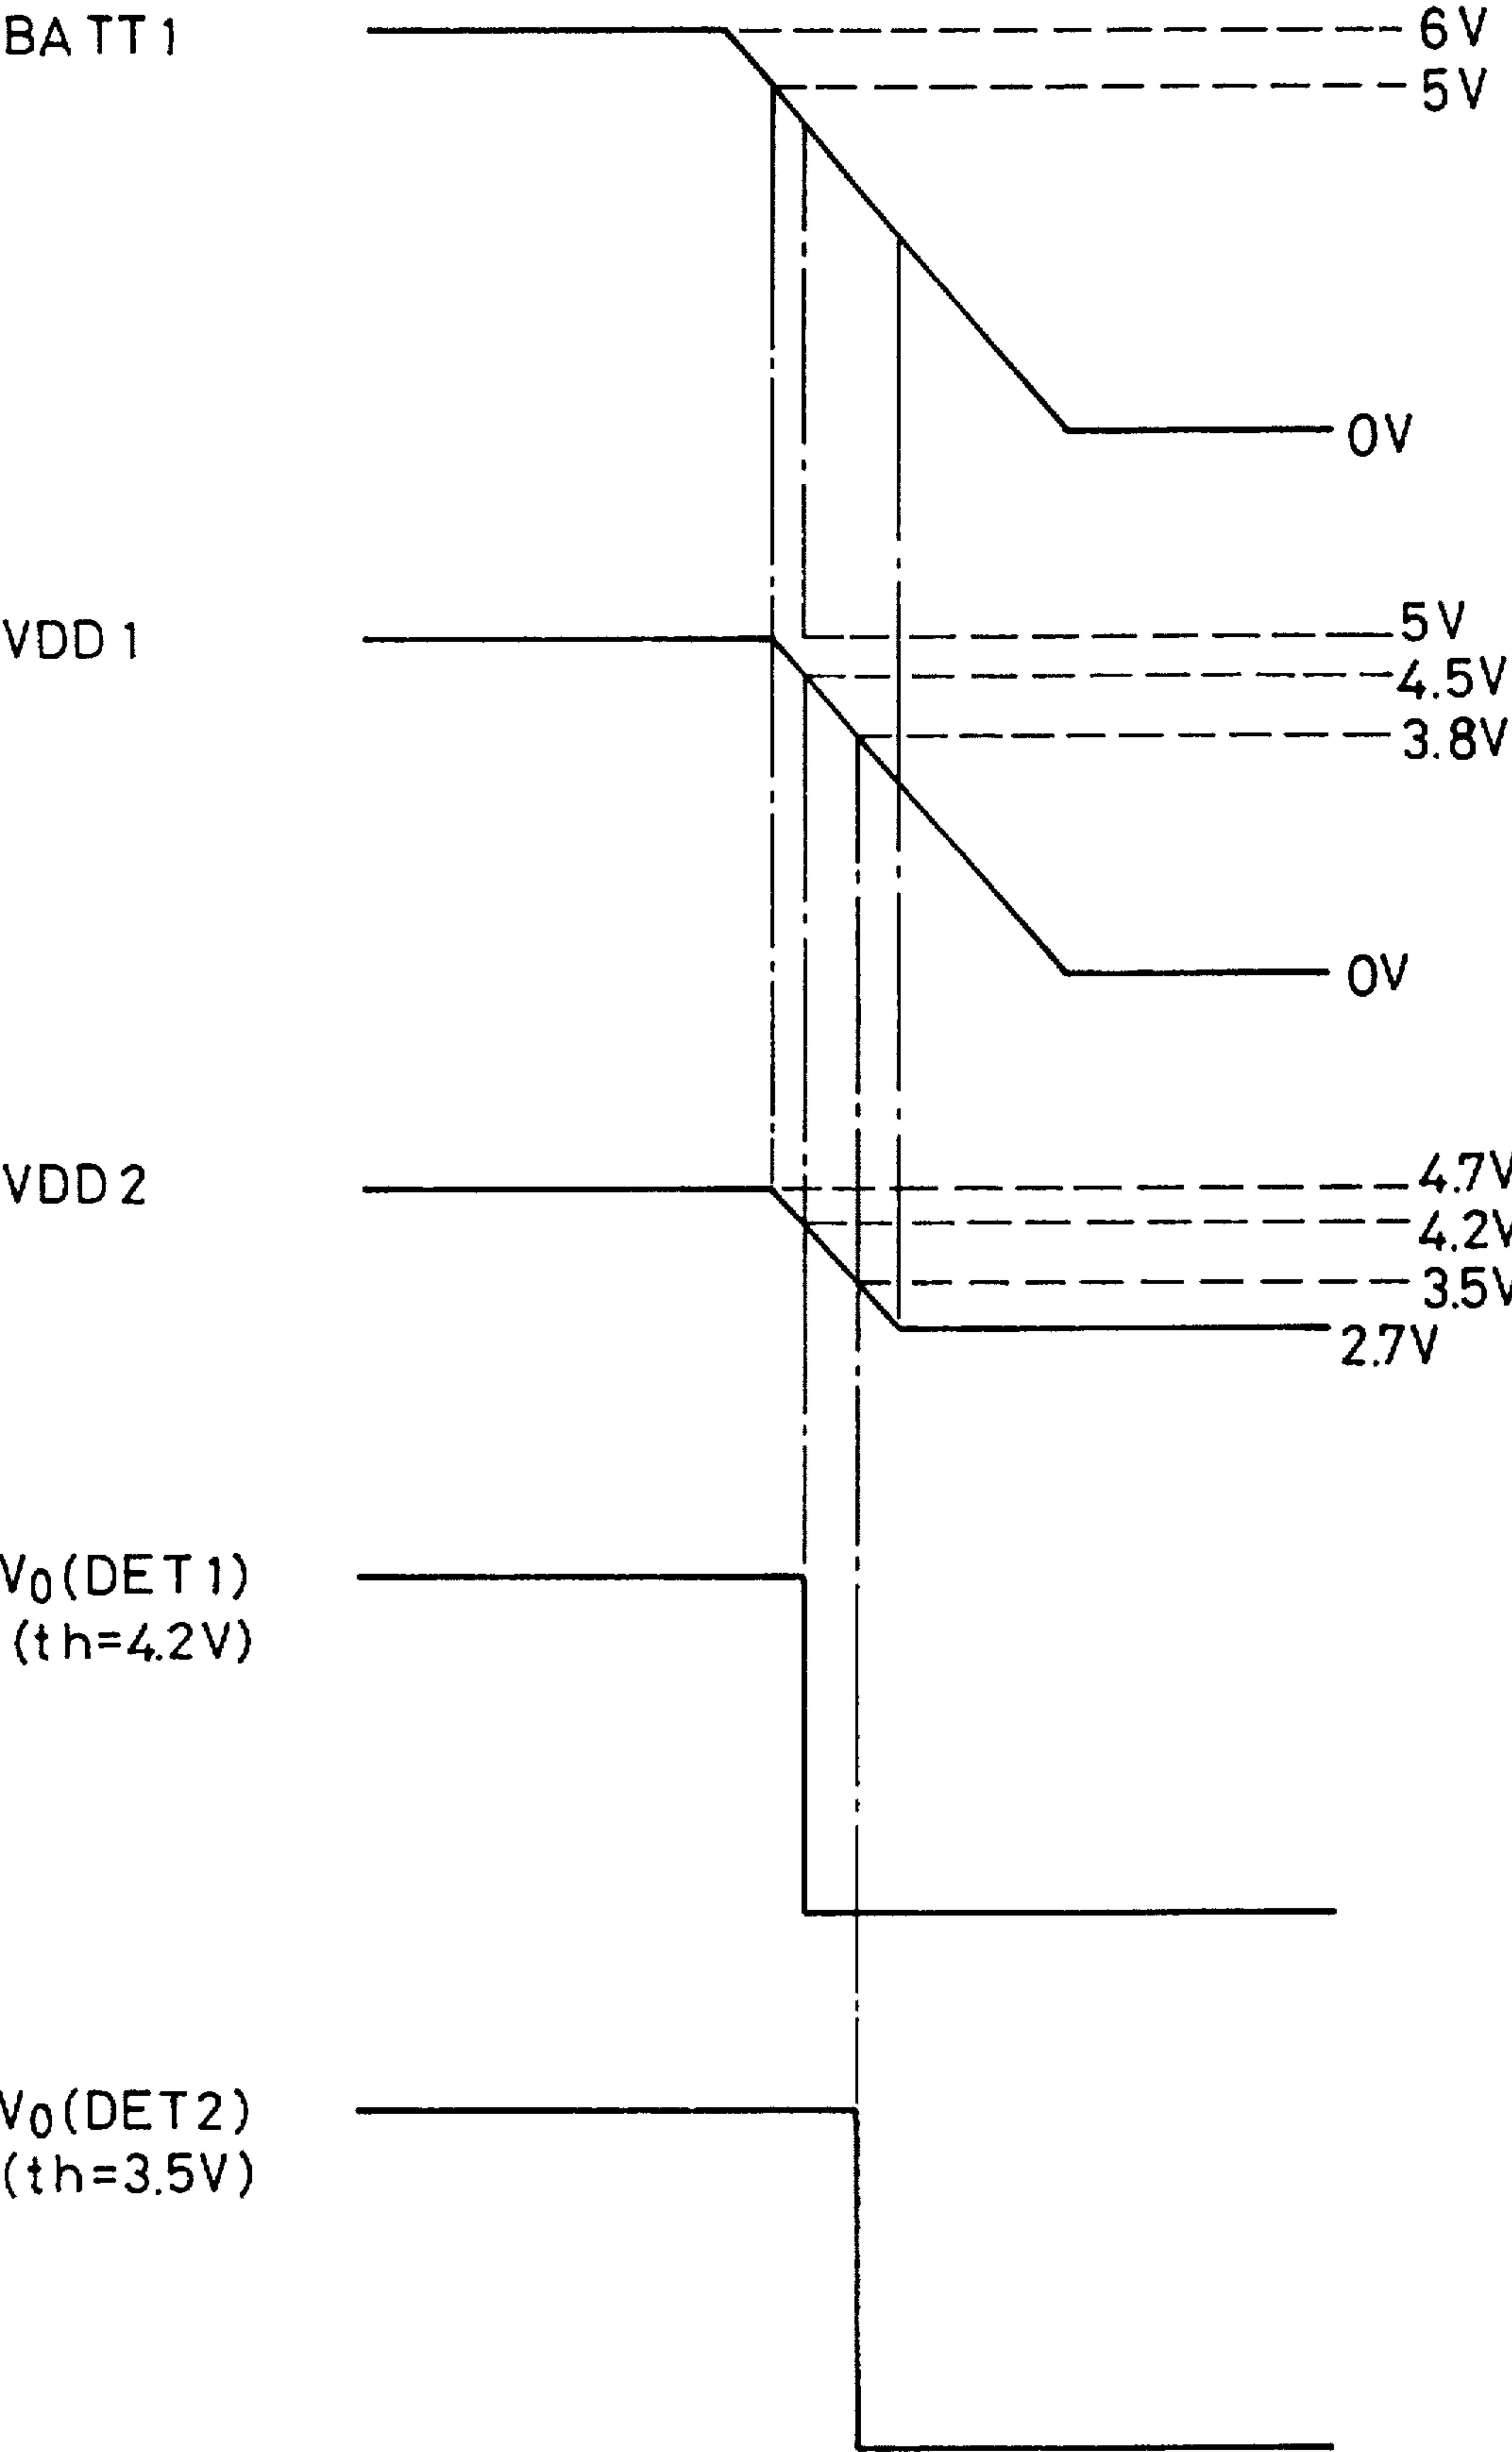 BATT1
6V
5V
0V
VDD1
5V
4.5V
3.8V
0V
VDD2
4.7V
4.2V
3.5V
2.7V
V0(DET1)
(th=4.2V)
V0(DET2)
(th=3.5V)